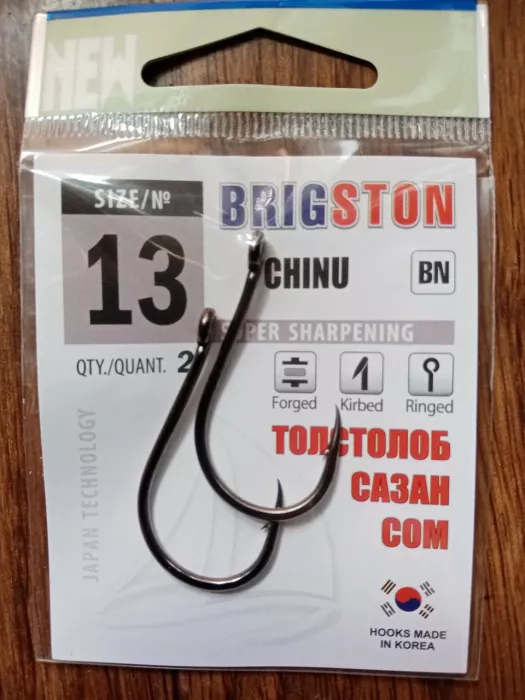 NEW
SIZE/№
13
QTY./QUANT. 2
BRIGSTON
CHINU
BN
SUPER SHARPENING
Forged Kirbed Ringed
ТОЛСТОЛОБ
САЗАН
СОМ
JAPAN TECHNOLOGY
HOOKS MADE
IN KOREA